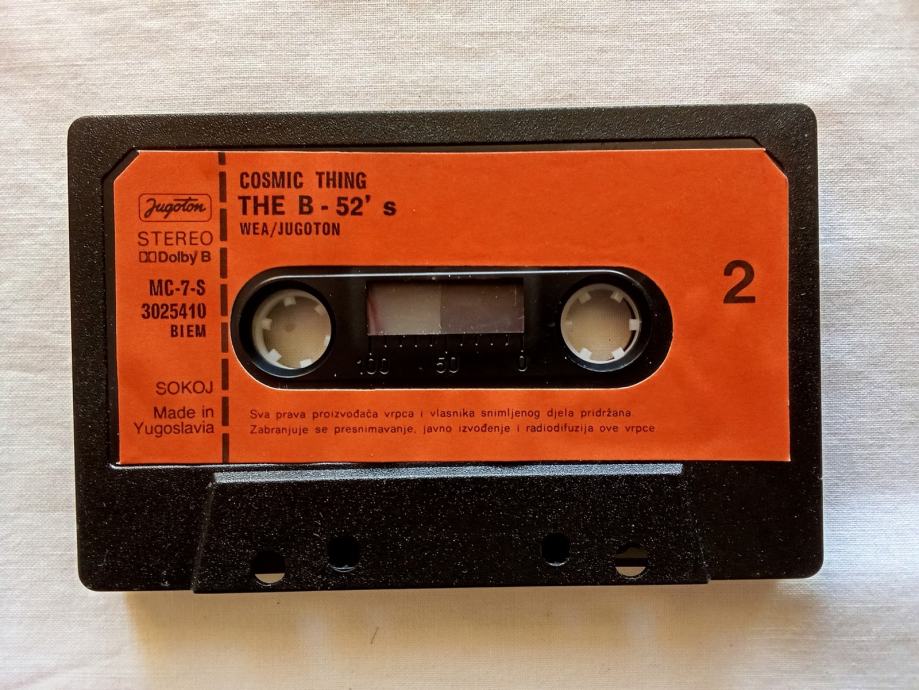 Jugoton
STEREO
Dolby B
MC-7-S
3025410
BIEM
SOKOJ
Made in
Yugoslavia
COSMIC THING
THE B - 52' s
WEA/JUGOTON
2
100 50 0
Sva prava proizvođača vrpca i vlasnika snimljenog djela pridržana.
Zabranjuje se presnimavanje, javno izvođenje i radiodifuzija ove vrpce